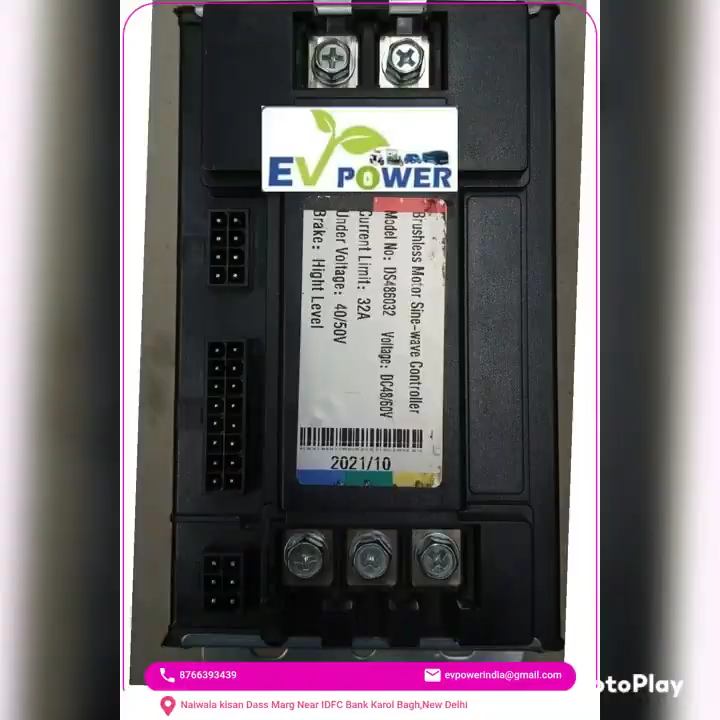 EV POWER
Brushless Motor Sine-wave Controller
Model No: DS486032 Voltage: DC48/60V
Current Limit: 32A
Under Voltage: 40/50V
Brake: Hight Level
2021/10
8766393439
evpowerindia@gmail.com
Naiwala kisan Dass Marg Near IDFC Bank Karol Bagh,New Delhi
otoPlay